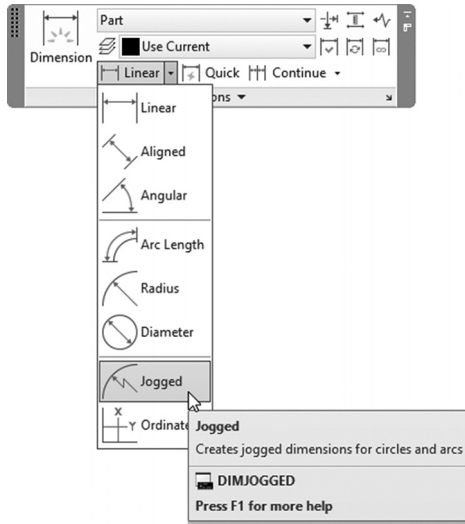 Part
Use Current
Dimension
Linear Quick Continue
ons
Linear
Aligned
Angular
Arc Length
Radius
Diameter
Jogged
X
Y Ordinate
Jogged
Creates jogged dimensions for circles and arcs
DIMJOGGED
Press F1 for more help